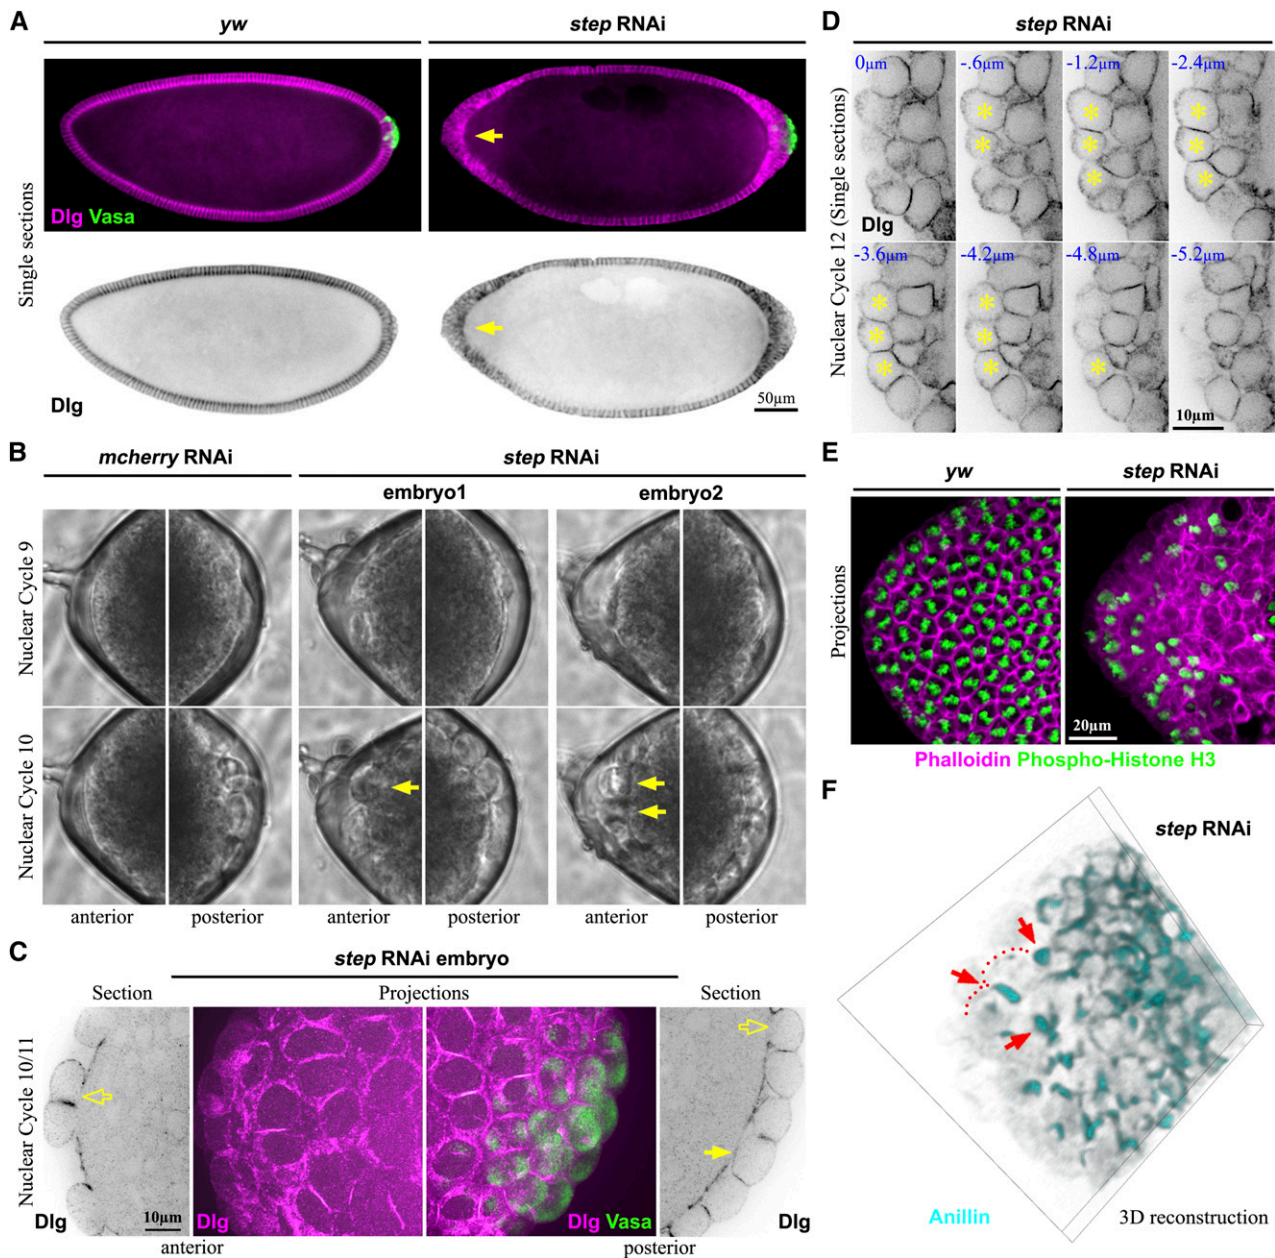 A
yw
step RNAi
Single sections
Dlg Vasa
Dlg
50µm
B
mcherry RNAi
step RNAi
embryo1
embryo2
Nuclear Cycle 9
Nuclear Cycle 10
anterior
posterior
anterior
posterior
anterior
posterior
C
step RNAi embryo
Section
Projections
Section
Nuclear Cycle 10/11
Dlg
10µm
Dlg
Dlg Vasa
Dlg
anterior
posterior
D
step RNAi
Nuclear Cycle 12 (Single sections)
0µm
-.6µm
-1.2µm
-2.4µm
Dlg
-3.6µm
-4.2µm
-4.8µm
-5.2µm
10µm
E
yw
step RNAi
Projections
20µm
Phalloidin Phospho-Histone H3
F
step RNAi
Anillin
3D reconstruction